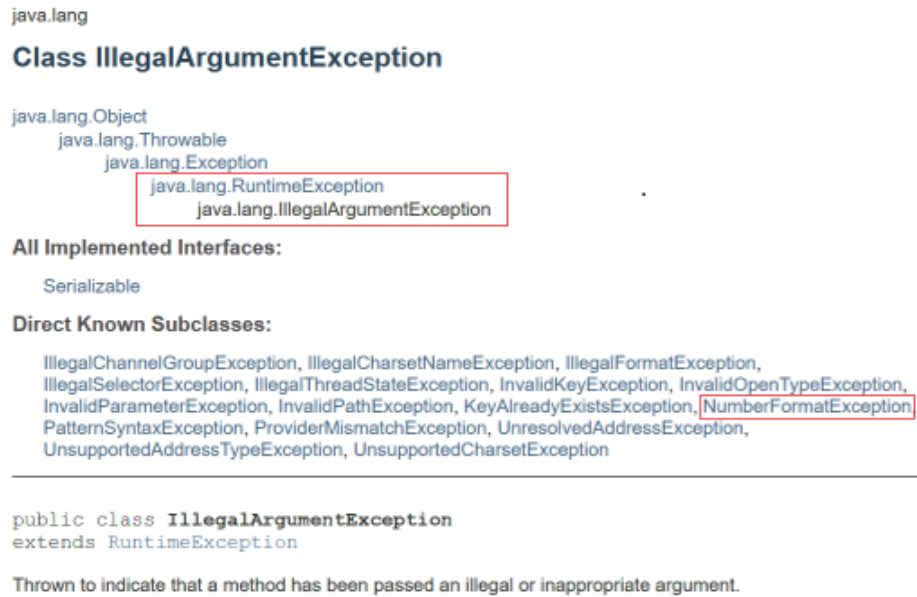 java.lang
Class IllegalArgumentException
java.lang.Object
java.lang.Throwable
java.lang.Exception
java.lang.RuntimeException
java.lang.IllegalArgumentException
All Implemented Interfaces:
Serializable
Direct Known Subclasses:
IllegalChannelGroupException, IllegalCharsetNameException, IllegalFormatException,
IllegalSelectorException, IllegalThreadStateException, InvalidKeyException, InvalidOpenTypeException,
InvalidParameterException, InvalidPathException, KeyAlreadyExistsException, NumberFormatException,
PatternSyntaxException, ProviderMismatchException, UnresolvedAddressException,
UnsupportedAddressTypeException, UnsupportedCharsetException
public class IllegalArgumentException
extends RuntimeException
Thrown to indicate that a method has been passed an illegal or inappropriate argument.